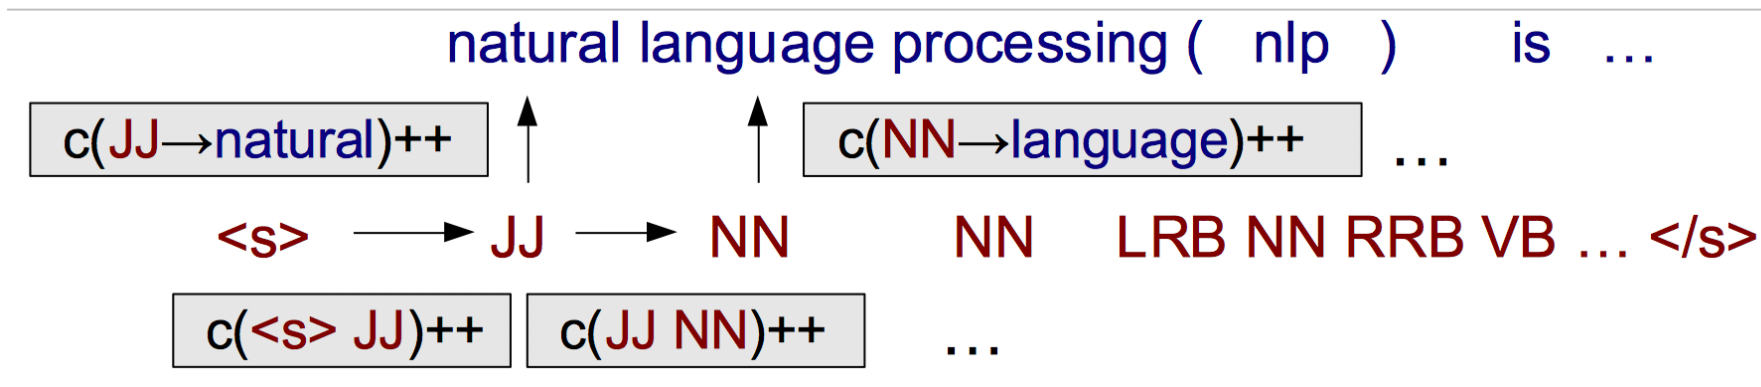 natural language processing ( nlp ) is …
c(JJ→natural)++ c(NN→language)++ …
<s> JJ NN NN LRB NN RRB VB … </s>
c(<s> JJ)++ c(JJ NN)++ …